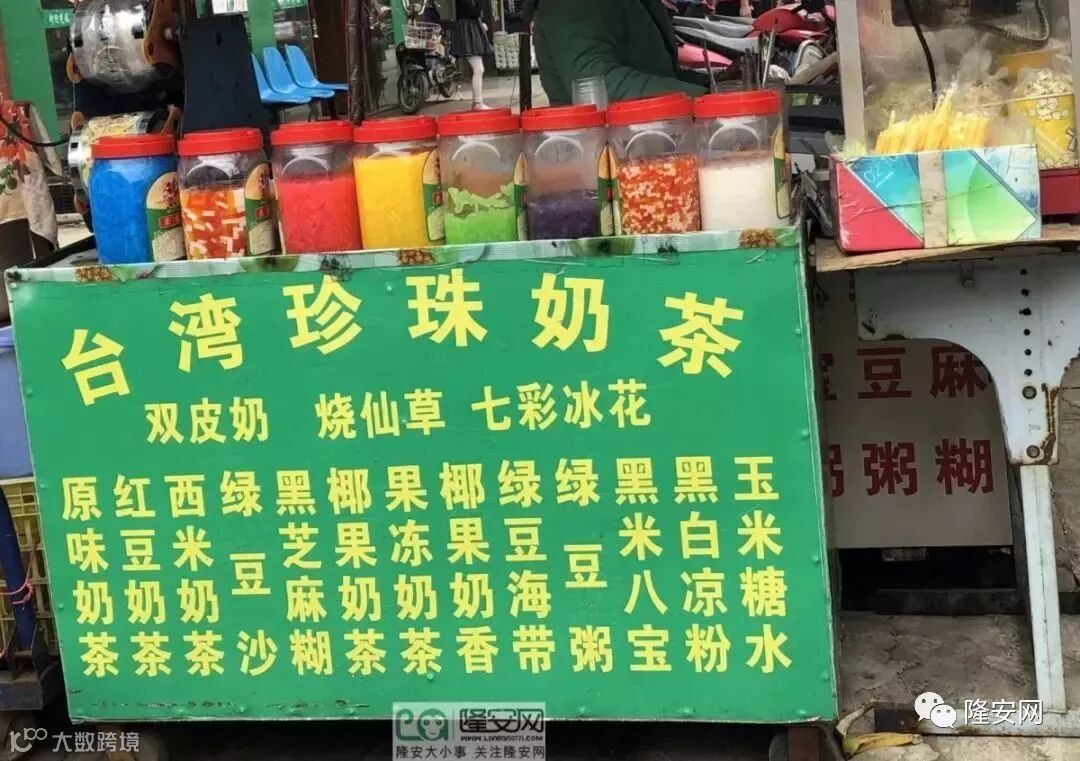 台湾珍珠奶茶
双皮奶 烧仙草 七彩冰花
原味奶茶
红豆奶茶
西米奶茶
绿豆沙
黑芝麻糊
椰果奶茶
果冻奶茶
椰果奶香
绿豆海带
绿豆粥
黑米八宝
黑白凉粉
玉米糖水
豆麻
粥糊
隆安网
www.longan771.com
隆安大小事 关注隆安网
隆安网
大数跨境